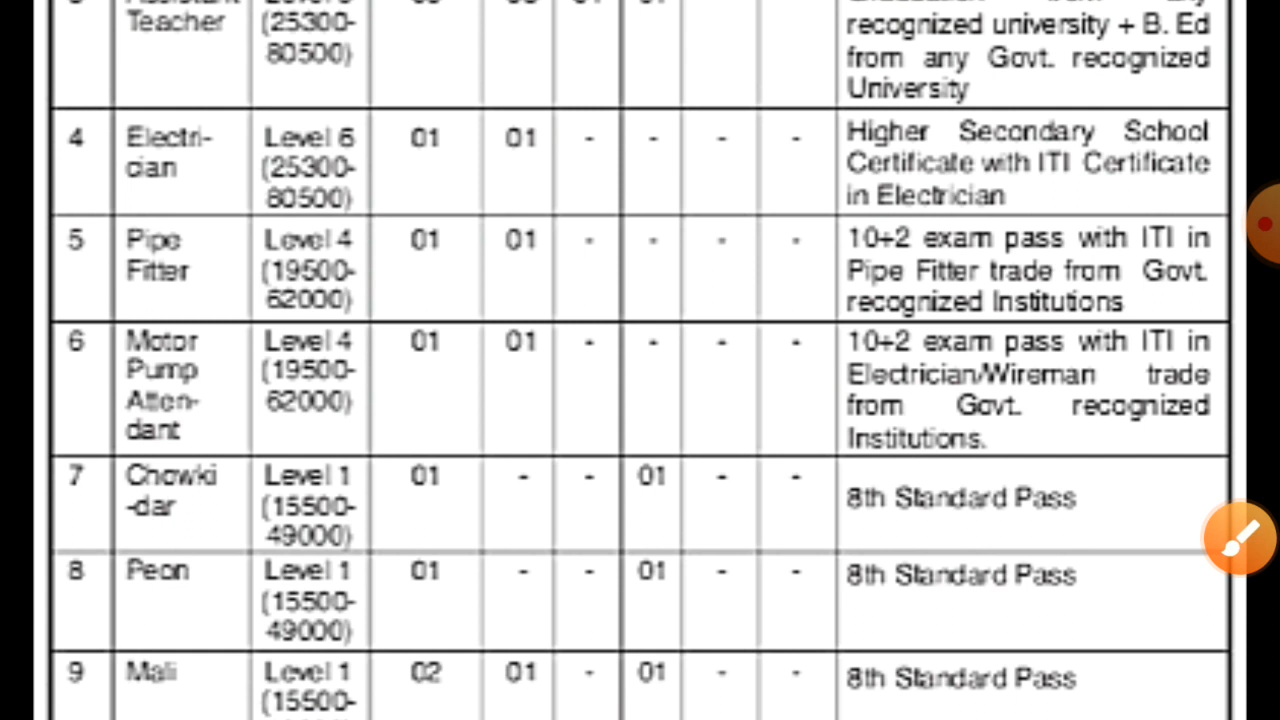 Teacher (25300- recognized university + B. Ed
80500) from any Govt. recognized
University
4 Electri- Level 6 01 01 - - - - Higher Secondary School
cian (25300- Certificate with ITI Certificate
80500) in Electrician
5 Pipe Level 4 01 01 - - - - 10+2 exam pass with ITI in
Fitter (19500- Pipe Fitter trade from Govt.
62000) recognized Institutions
6 Motor Level 4 01 01 - - - - 10+2 exam pass with ITI in
Pump (19500- Electrician/Wireman trade
Atten- 62000) from Govt. recognized
dant Institutions.
7 Chowki Level 1 01 - - 01 - - 8th Standard Pass
-dar (15500-
49000)
8 Peon Level 1 01 - - 01 - - 8th Standard Pass
(15500-
49000)
9 Mali Level 1 02 01 - 01 - - 8th Standard Pass
(15500-